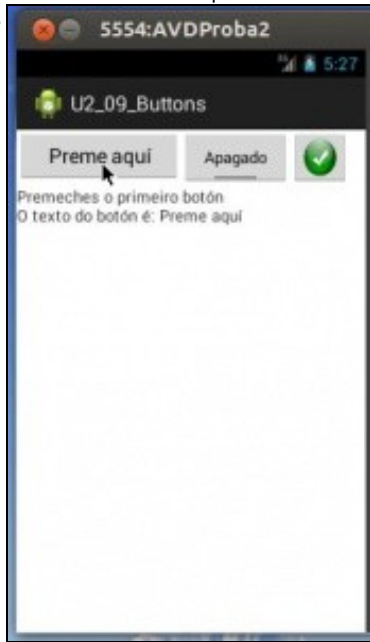 5554:AVDProba2
5:27
U2_09_Buttons
Preme aquí
Apagado
Premeches o primeiro botón
O texto do botón é: Preme aquí